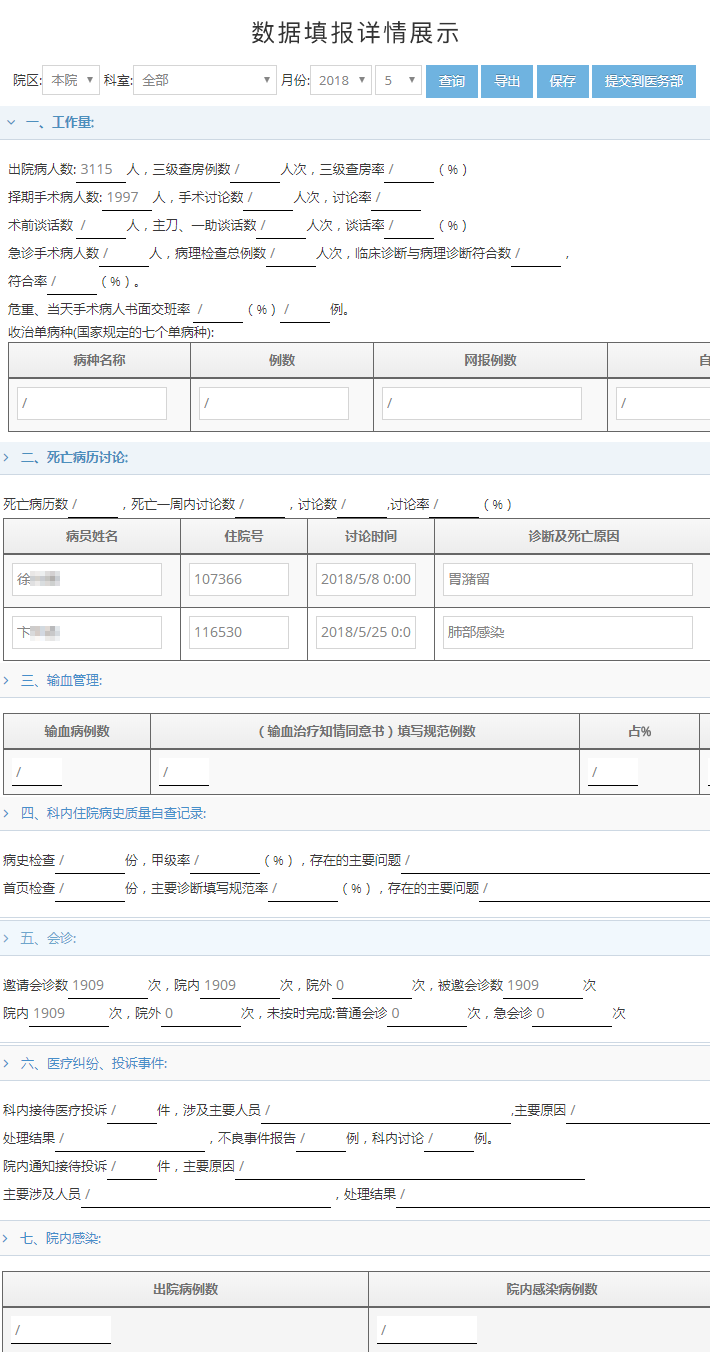 数据填报详情展示
院区: 本院 科室: 全部 月份: 2018 5 查询 导出 保存 提交到医务部
一、工作量:
出院病人数: 3115 人，三级查房例数 / 人次，三级查房率 / （%）
择期手术病人数: 1997 人，手术讨论数 / 人次，讨论率 /
术前谈话数 / 人，主刀、一助谈话数 / 人次，谈话率 / （%）
急诊手术病人数 / 人，病理检查总例数 / 人次，临床诊断与病理诊断符合数 / ，
符合率 / （%）。
危重、当天手术病人书面交班率 / （%） / 例。
收治单病种(国家规定的七个单病种):
病种名称 例数 网报例数 自
/ / / /
二、死亡病历讨论:
死亡病历数 / ，死亡一周内讨论数 / ，讨论数 / ,讨论率 / （%）
病员姓名 住院号 讨论时间 诊断及死亡原因
徐 107366 2018/5/8 0:00 胃潴留
卞 116530 2018/5/25 0:0 肺部感染
三、输血管理:
输血病例数 （输血治疗知情同意书）填写规范例数 占%
/ / /
四、科内住院病史质量自查记录:
病史检查 / 份，甲级率 / （%），存在的主要问题 /
首页检查 / 份，主要诊断填写规范率 / （%），存在的主要问题 /
五、会诊:
邀请会诊数 1909 次，院内 1909 次，院外 0 次，被邀会诊数 1909 次
院内 1909 次，院外 0 次，未按时完成:普通会诊 0 次，急会诊 0 次
六、医疗纠纷、投诉事件:
科内接待医疗投诉 / 件，涉及主要人员 / ,主要原因 /
处理结果 / ，不良事件报告 / 例，科内讨论 / 例。
院内通知接待投诉 / 件，主要原因 /
主要涉及人员 / ，处理结果 /
七、院内感染:
出院病例数 院内感染病例数
/ /